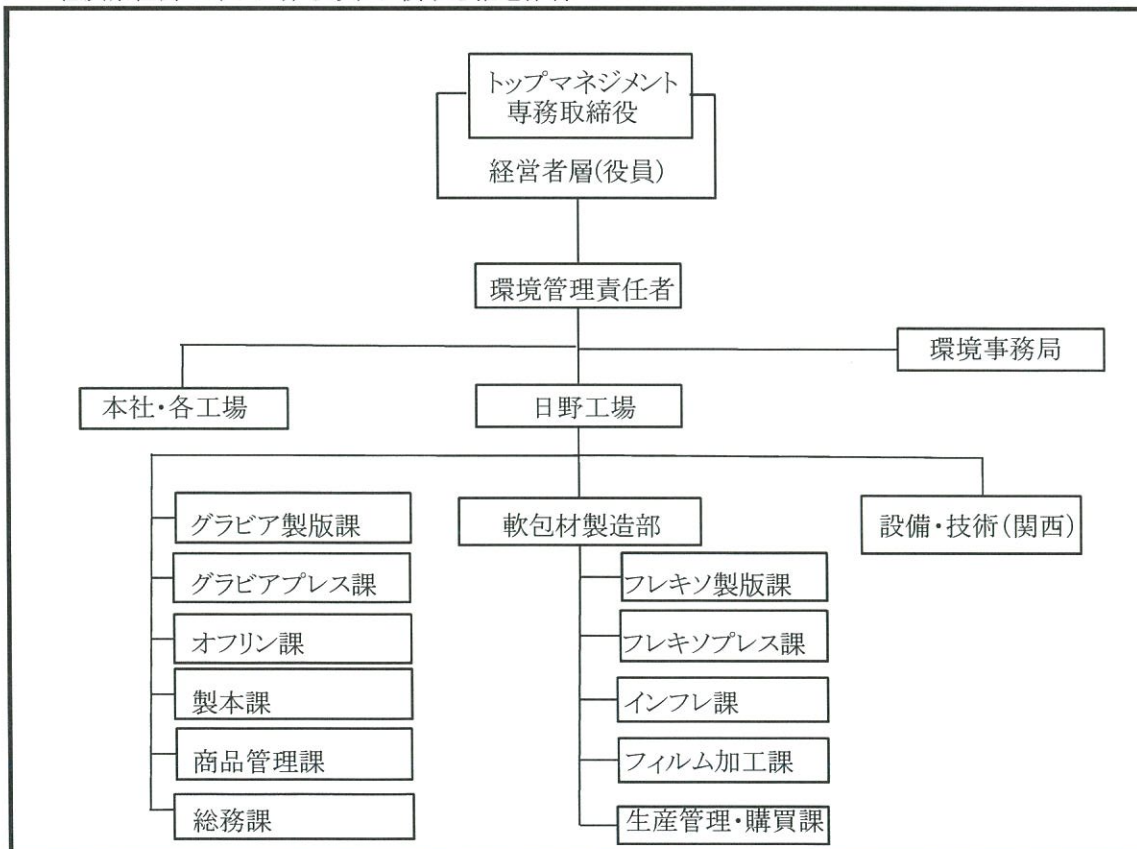 トップマネジメント
専務取締役
経営者層(役員)
環境管理責任者
環境事務局
本社・各工場
日野工場
グラビア製版課
グラビアプレス課
オフリン課
製本課
商品管理課
総務課
軟包材製造部
フレキソ製版課
フレキソプレス課
インフレ課
フィルム加工課
生産管理・購買課
設備・技術(関西)